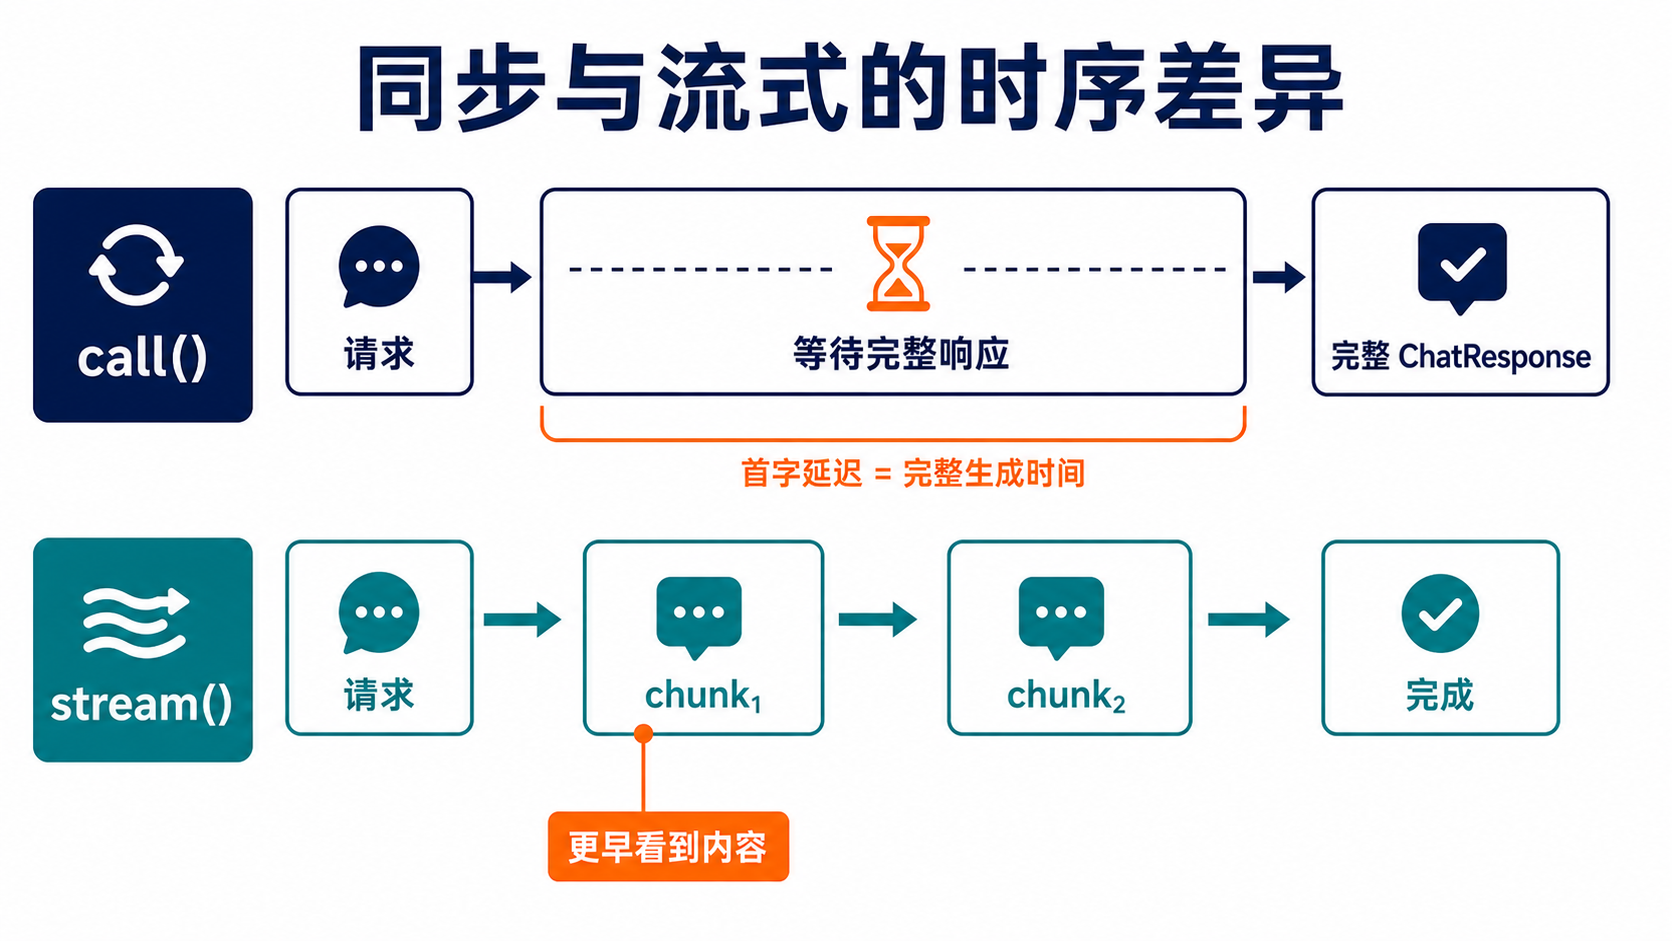 同步与流式的时序差异
call()
请求
等待完整响应
完整 ChatResponse
首字延迟 = 完整生成时间
stream()
请求
chunk₁
chunk₂
完成
更早看到内容